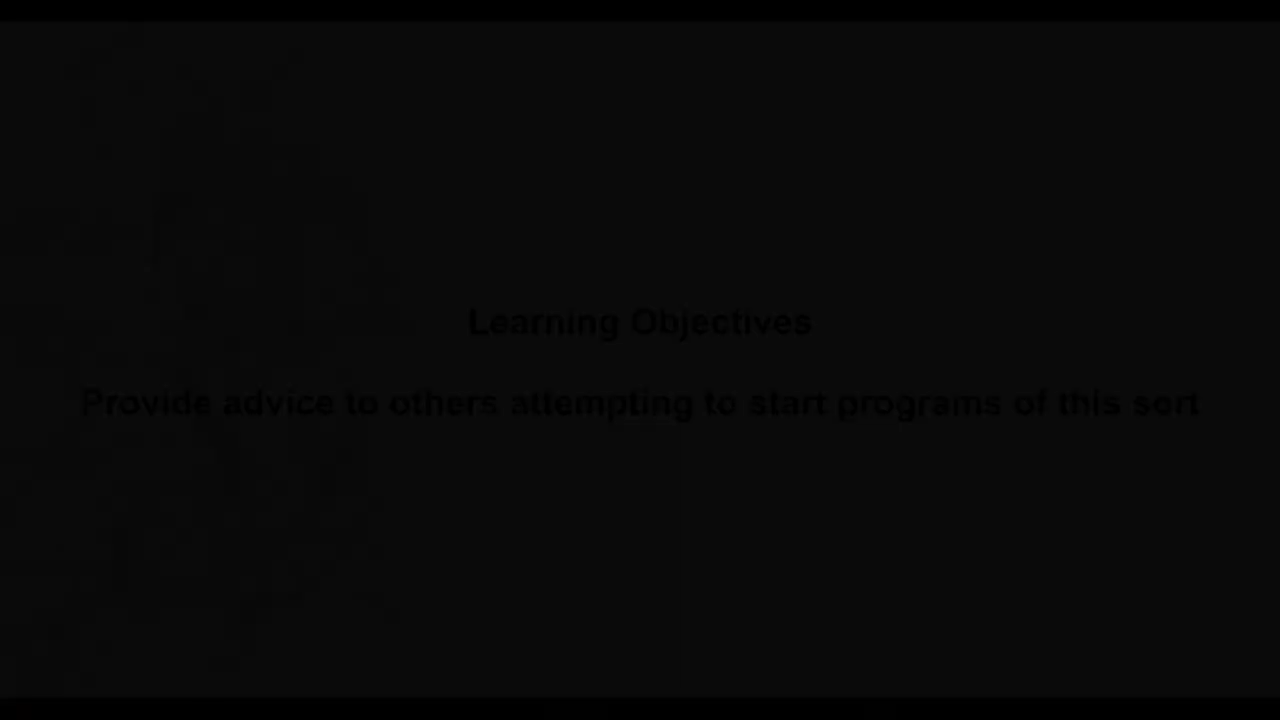 Learning Objectives
Provide advice to others attempting to start programs of this sort